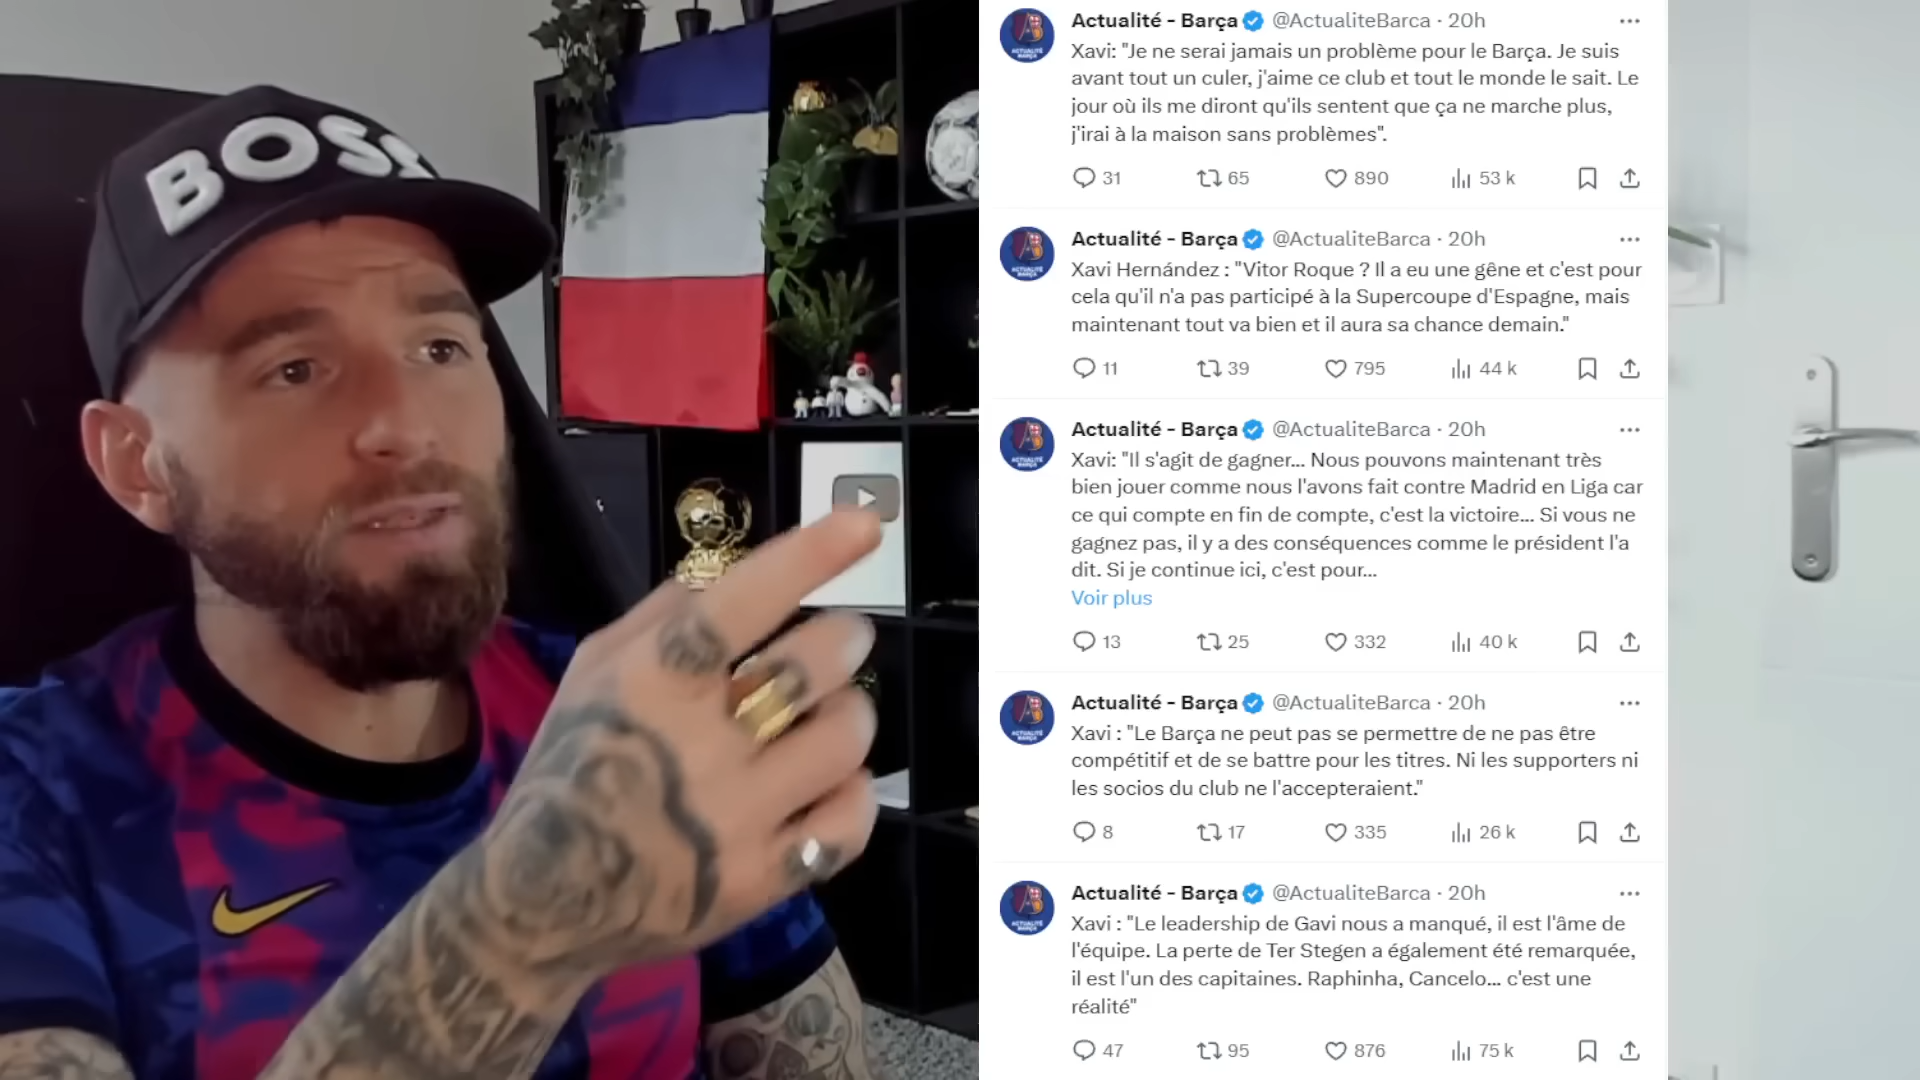 BOSS
Actualité - Barça @ActualiteBarca · 20h
Xavi: "Je ne serai jamais un problème pour le Barça. Je suis
avant tout un culer, j'aime ce club et tout le monde le sait. Le
jour où ils me diront qu'ils sentent que ça ne marche plus,
j'irai à la maison sans problèmes".
31 65 890 53 k
Actualité - Barça @ActualiteBarca · 20h
Xavi Hernández : "Vitor Roque ? Il a eu une gêne et c'est pour
cela qu'il n'a pas participé à la Supercoupe d'Espagne, mais
maintenant tout va bien et il aura sa chance demain."
11 39 795 44 k
Actualité - Barça @ActualiteBarca · 20h
Xavi: "Il s'agit de gagner... Nous pouvons maintenant très
bien jouer comme nous l'avons fait contre Madrid en Liga car
ce qui compte en fin de compte, c'est la victoire... Si vous ne
gagnez pas, il y a des conséquences comme le président l'a
dit. Si je continue ici, c'est pour...
Voir plus
13 25 332 40 k
Actualité - Barça @ActualiteBarca · 20h
Xavi : "Le Barça ne peut pas se permettre de ne pas être
compétitif et de se battre pour les titres. Ni les supporters ni
les socios du club ne l'accepteraient."
8 17 335 26 k
Actualité - Barça @ActualiteBarca · 20h
Xavi : "Le leadership de Gavi nous a manqué, il est l'âme de
l'équipe. La perte de Ter Stegen a également été remarquée,
il est l'un des capitaines. Raphinha, Cancelo... c'est une
réalité"
47 95 876 75 k